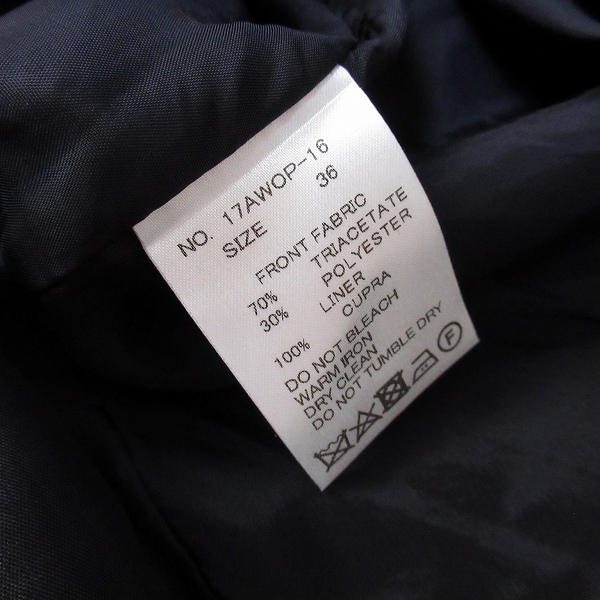 NO. 17AWOP-16
SIZE 36
FRONT FABRIC
70% TRIACETATE
30% POLYESTER
LINER
100% CUPRA
DO NOT BLEACH
WARM IRON
DRY CLEAN
DO NOT TUMBLE DRY
F